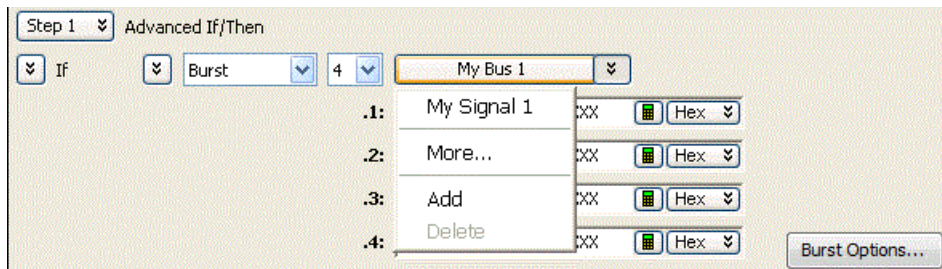 Step 1 Advanced If/Then
If Burst 4 My Bus 1
.1: My Signal 1 XX Hex
.2: More... XX Hex
.3: Add XX Hex
.4: Delete XX Hex
Burst Options...